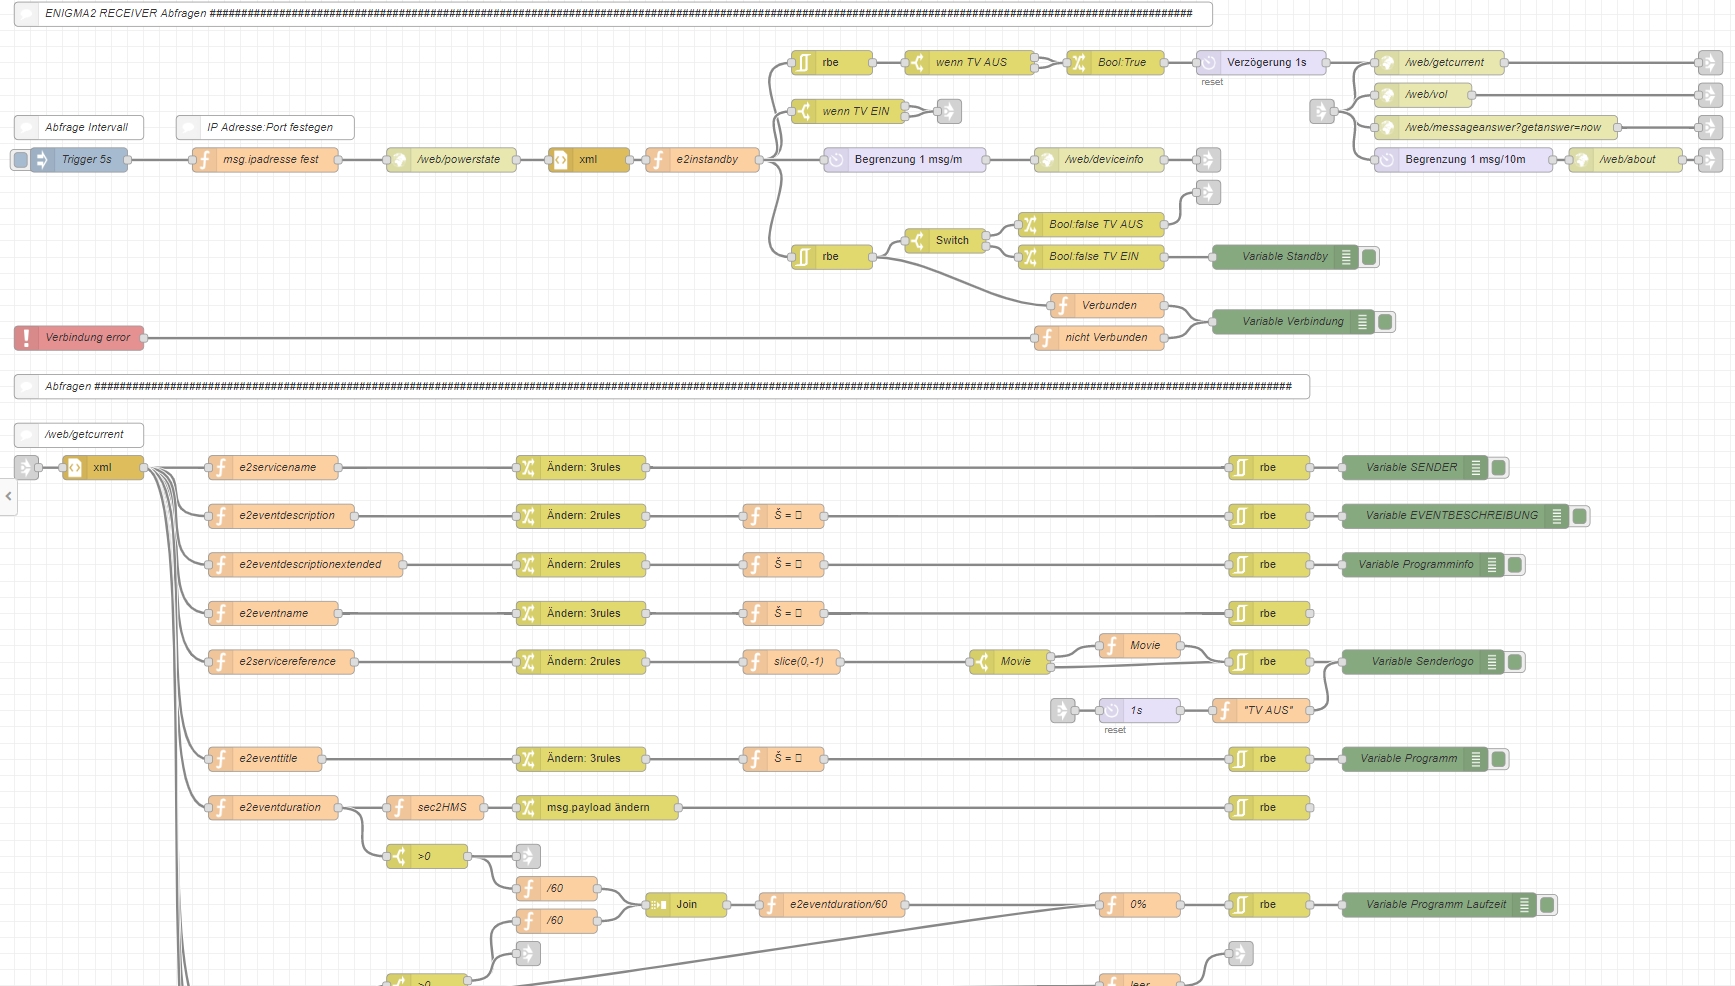 ENIGMA2 RECEIVER Abfragen
rbe
wenn TV AUS
Bool:True
Verzögerung 1s
reset
/web/getcurrent
wenn TV EIN
/web/vol
Abfrage Intervall
IP Adresse:Port festegen
/web/messageanswer?getanswer=now
Trigger 5s
msg.ipadresse fest
/web/powerstate
xml
e2instandby
Begrenzung 1 msg/m
/web/deviceinfo
Begrenzung 1 msg/10m
/web/about
Bool:false TV AUS
Switch
rbe
Bool:false TV EIN
Variable Standby
Verbunden
Variable Verbindung
Verbindung error
nicht Verbunden
Abfragen
/web/getcurrent
xml
e2servicename
Ändern: 3rules
rbe
Variable SENDER
e2eventdescription
Ändern: 2rules
Š =
rbe
Variable EVENTBESCHREIBUNG
e2eventdescriptionextended
Ändern: 2rules
Š =
rbe
Variable Programminfo
e2eventname
Ändern: 3rules
Š =
rbe
e2servicereference
Ändern: 2rules
slice(0,-1)
Movie
Movie
rbe
Variable Senderlogo
1s
reset
"TV AUS"
e2eventtitle
Ändern: 3rules
Š =
rbe
Variable Programm
e2eventduration
sec2HMS
msg.payload ändern
rbe
>0
/60
/60
Join
e2eventduration/60
0%
rbe
Variable Programm Laufzeit
>0
leer